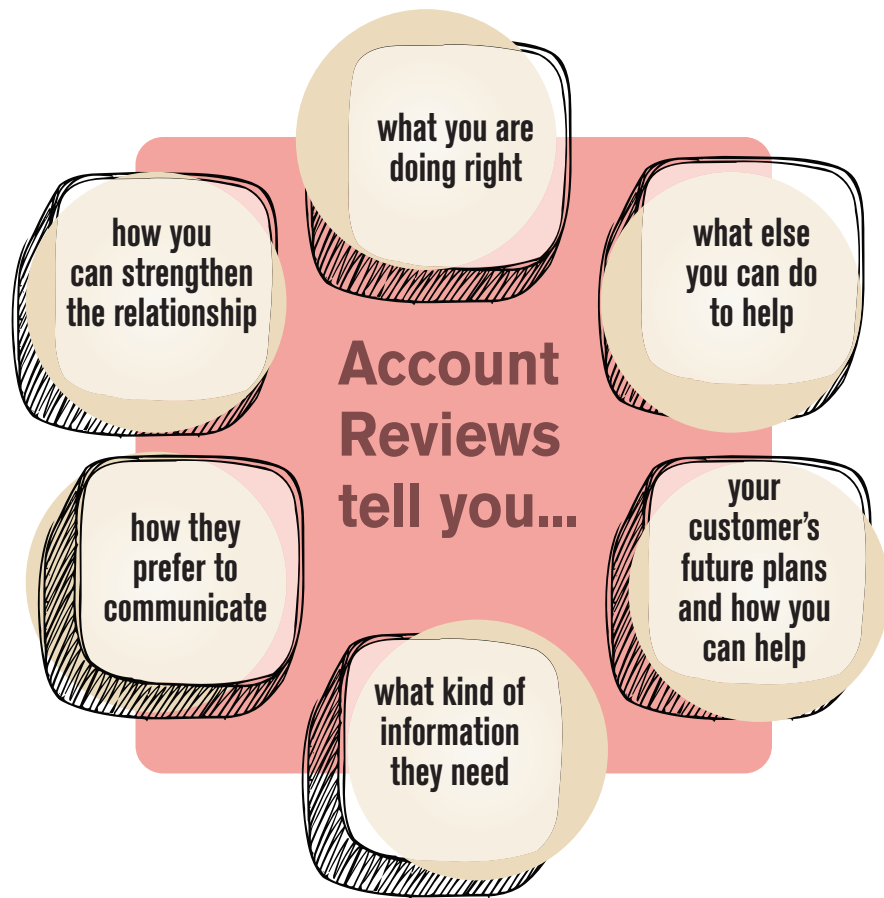 Account
Reviews
tell you...
what you are
doing right
what else
you can do
to help
your
customer's
future plans
and how you
can help
what kind of
information
they need
how they
prefer to
communicate
how you
can strengthen
the relationship